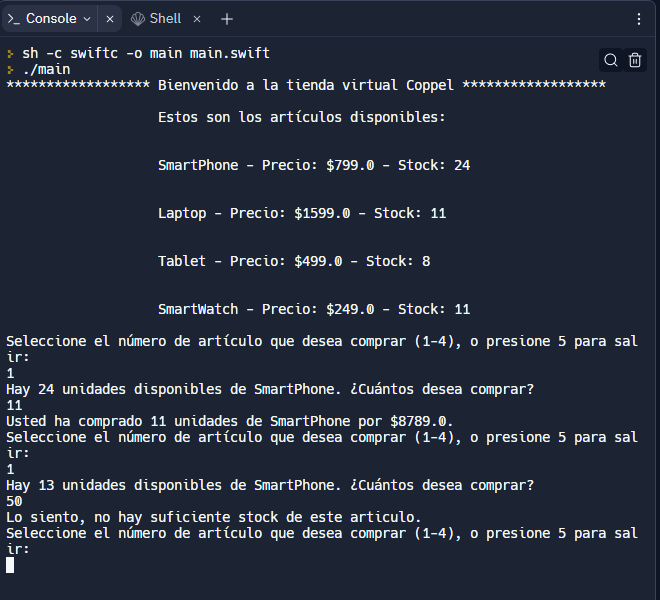 Console
Shell
sh -c swiftc -o main main.swift
./main
****************** Bienvenido a la tienda virtual Coppel ******************
Estos son los artículos disponibles:
SmartPhone - Precio: $799.0 - Stock: 24
Laptop - Precio: $1599.0 - Stock: 11
Tablet - Precio: $499.0 - Stock: 8
SmartWatch - Precio: $249.0 - Stock: 11
Seleccione el número de artículo que desea comprar (1-4), o presione 5 para sal
ir:
1
Hay 24 unidades disponibles de SmartPhone. ¿Cuántos desea comprar?
11
Usted ha comprado 11 unidades de SmartPhone por $8789.0.
Seleccione el número de artículo que desea comprar (1-4), o presione 5 para sal
ir:
1
Hay 13 unidades disponibles de SmartPhone. ¿Cuántos desea comprar?
50
Lo siento, no hay suficiente stock de este articulo.
Seleccione el número de artículo que desea comprar (1-4), o presione 5 para sal
ir: